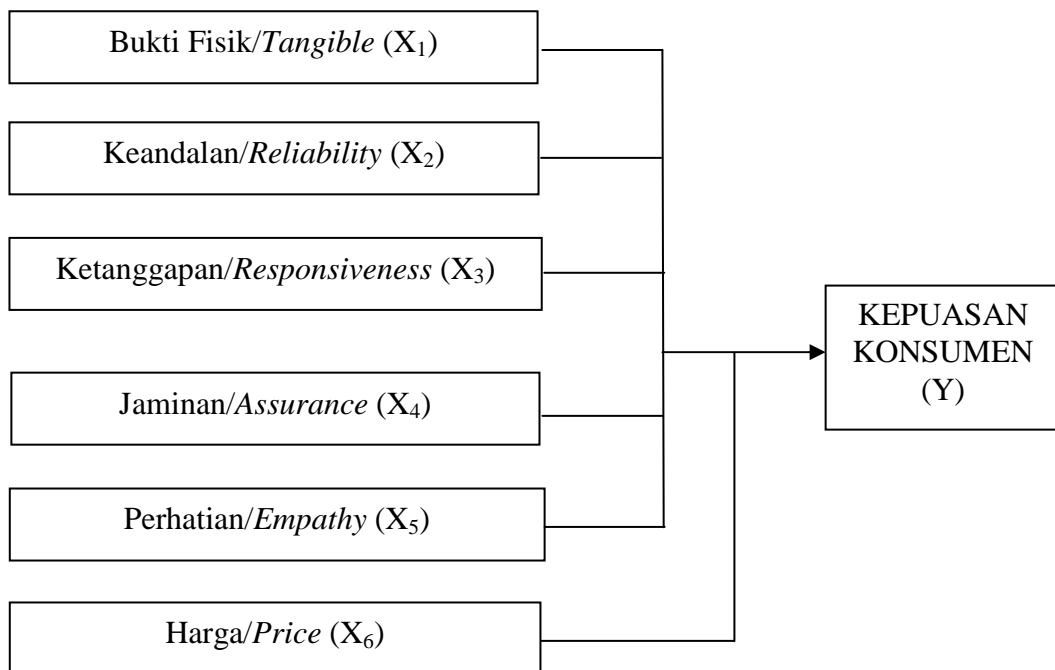 Bukti Fisik/Tangible (X₁)
Keandalan/Reliability (X₂)
Ketanggapan/Responsiveness (X₃)
Jaminan/Assurance (X₄)
Perhatian/Empathy (X₅)
Harga/Price (X₆)
KEPUASAN
KONSUMEN
(Y)